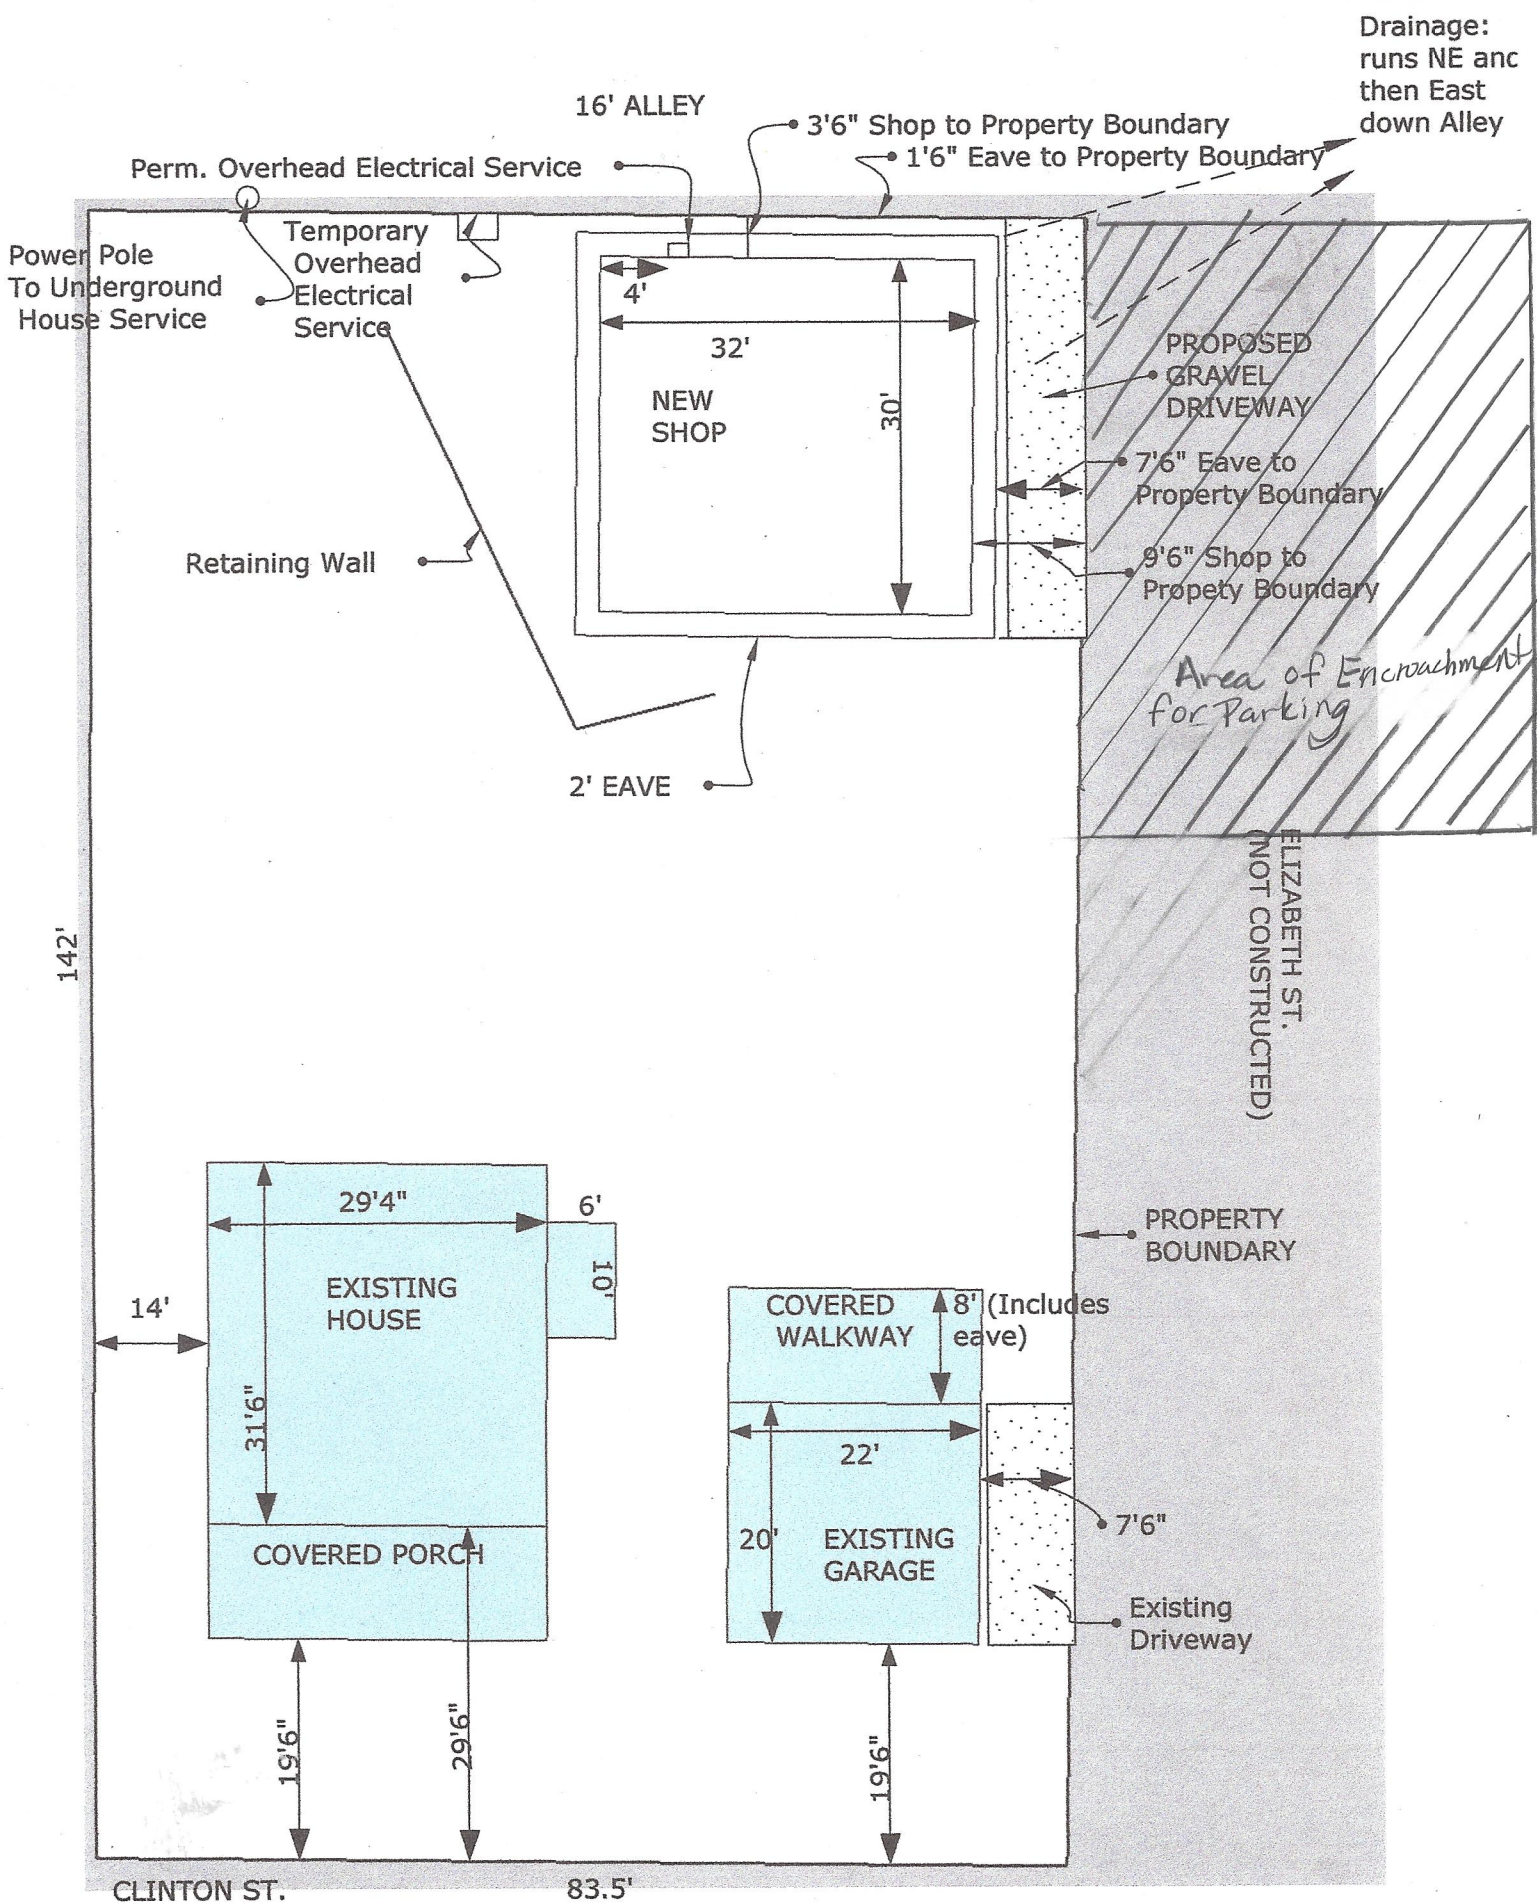 Drainage:
runs NE anc
then East
down Alley
16' ALLEY
3'6" Shop to Property Boundary
1'6" Eave to Property Boundary
Perm. Overhead Electrical Service
Power Pole
To Underground
House Service
Temporary
Overhead
Electrical
Service
4'
32'
30'
NEW
SHOP
PROPOSED
GRAVEL
DRIVEWAY
7'6" Eave to
Property Boundary
9'6" Shop to
Propety Boundary
Retaining Wall
Area of Encroachment
for Parking
2' EAVE
ELIZABETH ST.
(NOT CONSTRUCTED)
142'
29'4"
6'
10'
EXISTING
HOUSE
14'
31'6"
COVERED PORCH
PROPERTY
BOUNDARY
COVERED
WALKWAY
8' (Includes
eave)
22'
20'
EXISTING
GARAGE
7'6"
Existing
Driveway
19'6"
29'6"
19'6"
CLINTON ST.
83.5'